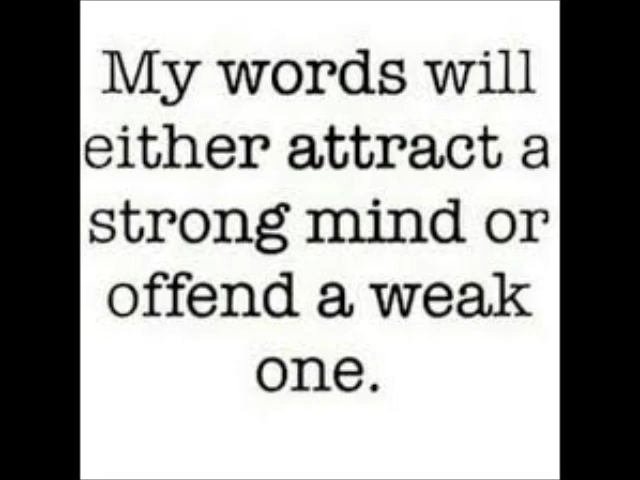 My words will
either attract a
strong mind or
offend a weak
one.